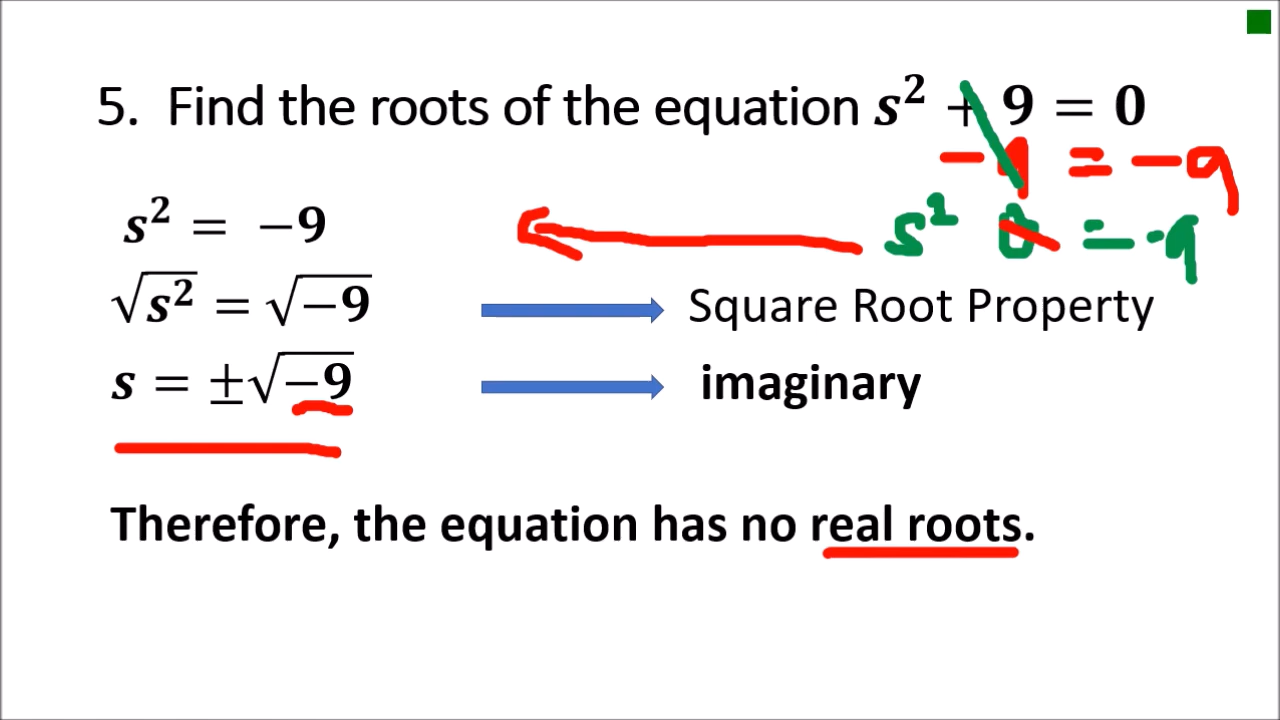 5. Find the roots of the equation s² + 9 = 0
− 9 = − 9
s² = −9
s² 0 = -9
√s² = √−9 Square Root Property
s = ±√−9 imaginary
Therefore, the equation has no real roots.